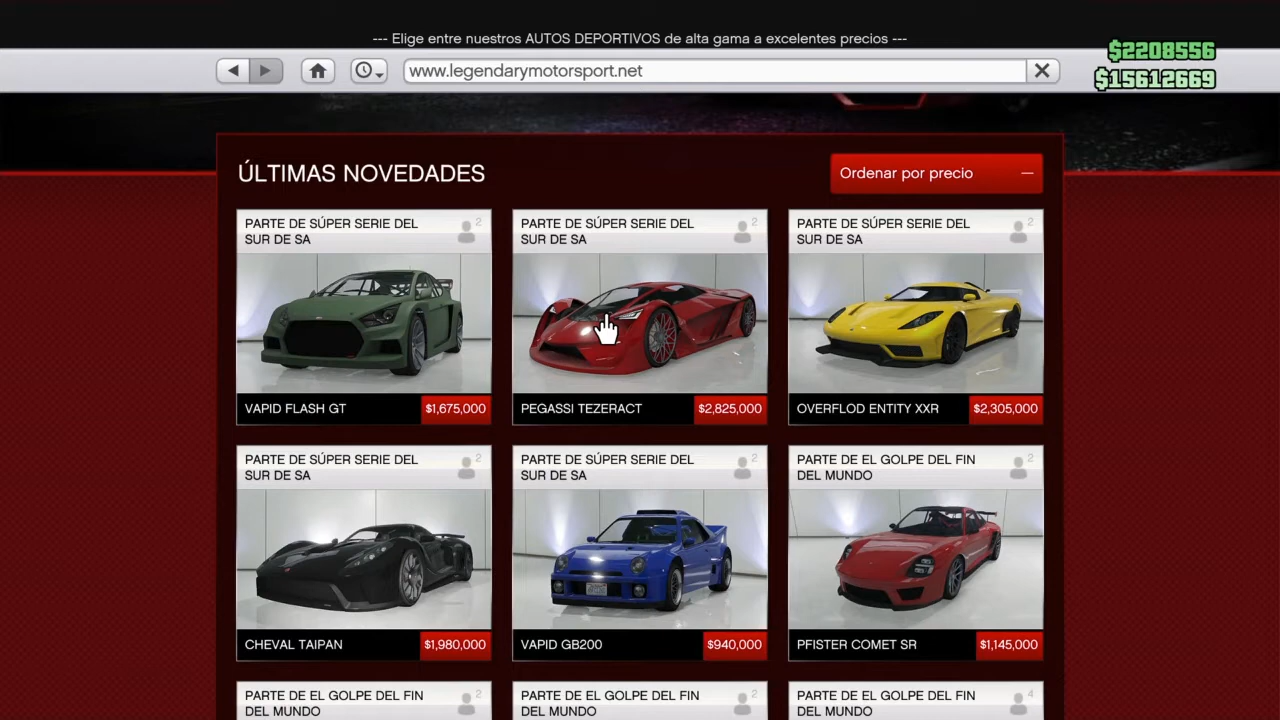 --- Elige entre nuestros AUTOS DEPORTIVOS de alta gama a excelentes precios ---
www.legendarymotorsport.net
$2208556
$15612669
ÚLTIMAS NOVEDADES
Ordenar por precio
PARTE DE SÚPER SERIE DEL
SUR DE SA
2
VAPID FLASH GT
$1,675,000
PARTE DE SÚPER SERIE DEL
SUR DE SA
2
PEGASSI TEZERACT
$2,825,000
PARTE DE SÚPER SERIE DEL
SUR DE SA
2
OVERFLOD ENTITY XXR
$2,305,000
PARTE DE SÚPER SERIE DEL
SUR DE SA
2
CHEVAL TAIPAN
$1,980,000
PARTE DE SÚPER SERIE DEL
SUR DE SA
2
VAPID GB200
$940,000
PARTE DE EL GOLPE DEL FIN
DEL MUNDO
2
PFISTER COMET SR
$1,145,000
PARTE DE EL GOLPE DEL FIN
DEL MUNDO
2
PARTE DE EL GOLPE DEL FIN
DEL MUNDO
2
PARTE DE EL GOLPE DEL FIN
DEL MUNDO
4